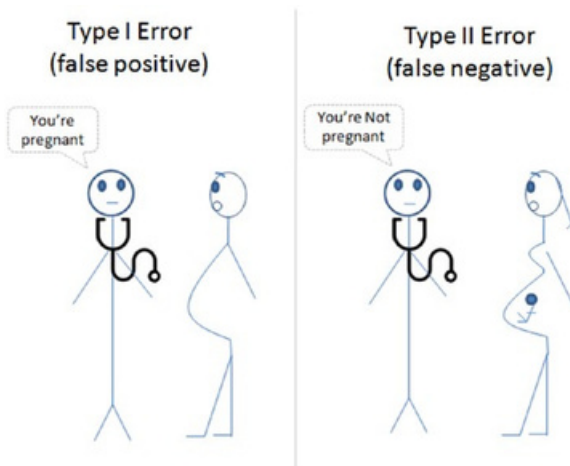 Type I Error
(false positive)
You're
pregnant
Type II Error
(false negative)
You're Not
pregnant